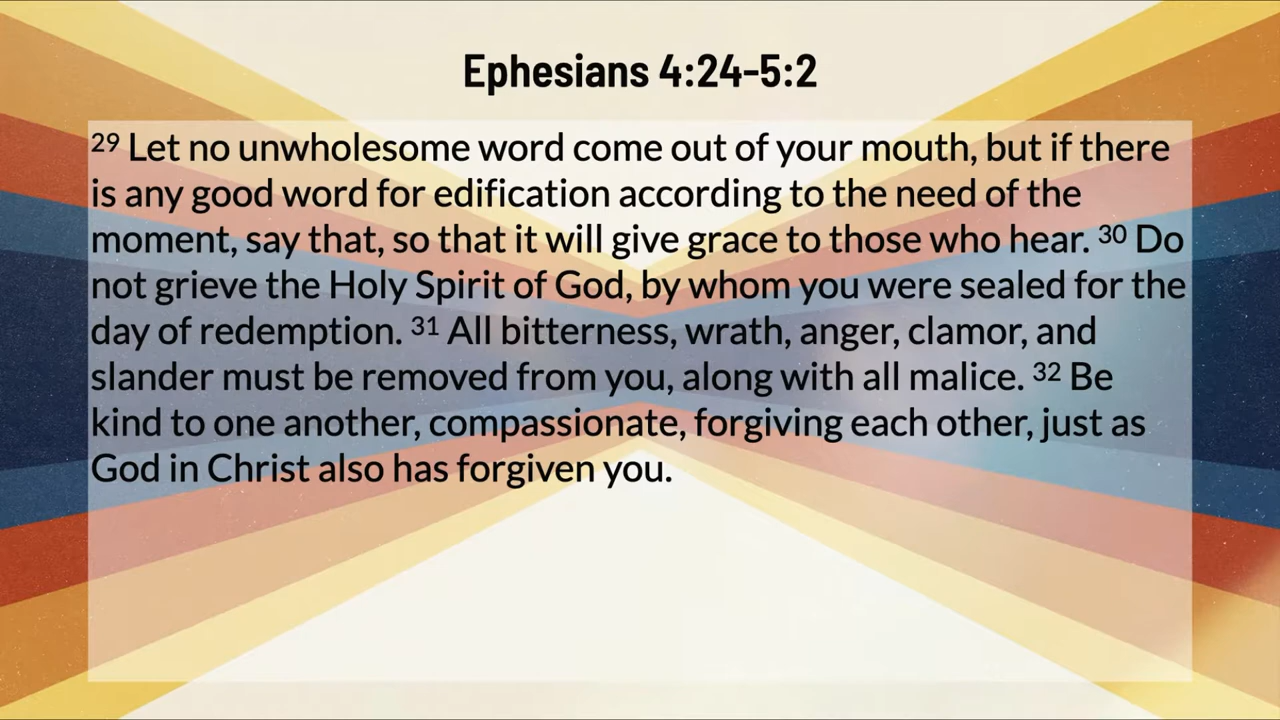 Ephesians 4:24-5:2
29 Let no unwholesome word come out of your mouth, but if there
is any good word for edification according to the need of the
moment, say that, so that it will give grace to those who hear. 30 Do
not grieve the Holy Spirit of God, by whom you were sealed for the
day of redemption. 31 All bitterness, wrath, anger, clamor, and
slander must be removed from you, along with all malice. 32 Be
kind to one another, compassionate, forgiving each other, just as
God in Christ also has forgiven you.